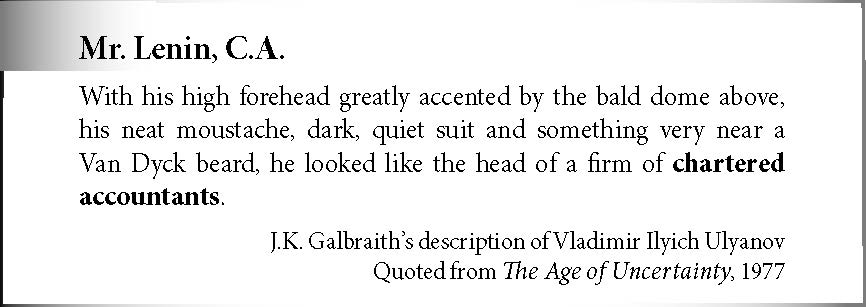 Mr. Lenin, C.A.
With his high forehead greatly accented by the bald dome above,
his neat moustache, dark, quiet suit and something very near a
Van Dyck beard, he looked like the head of a firm of chartered
accountants.
J.K. Galbraith’s description of Vladimir Ilyich Ulyanov
Quoted from The Age of Uncertainty, 1977